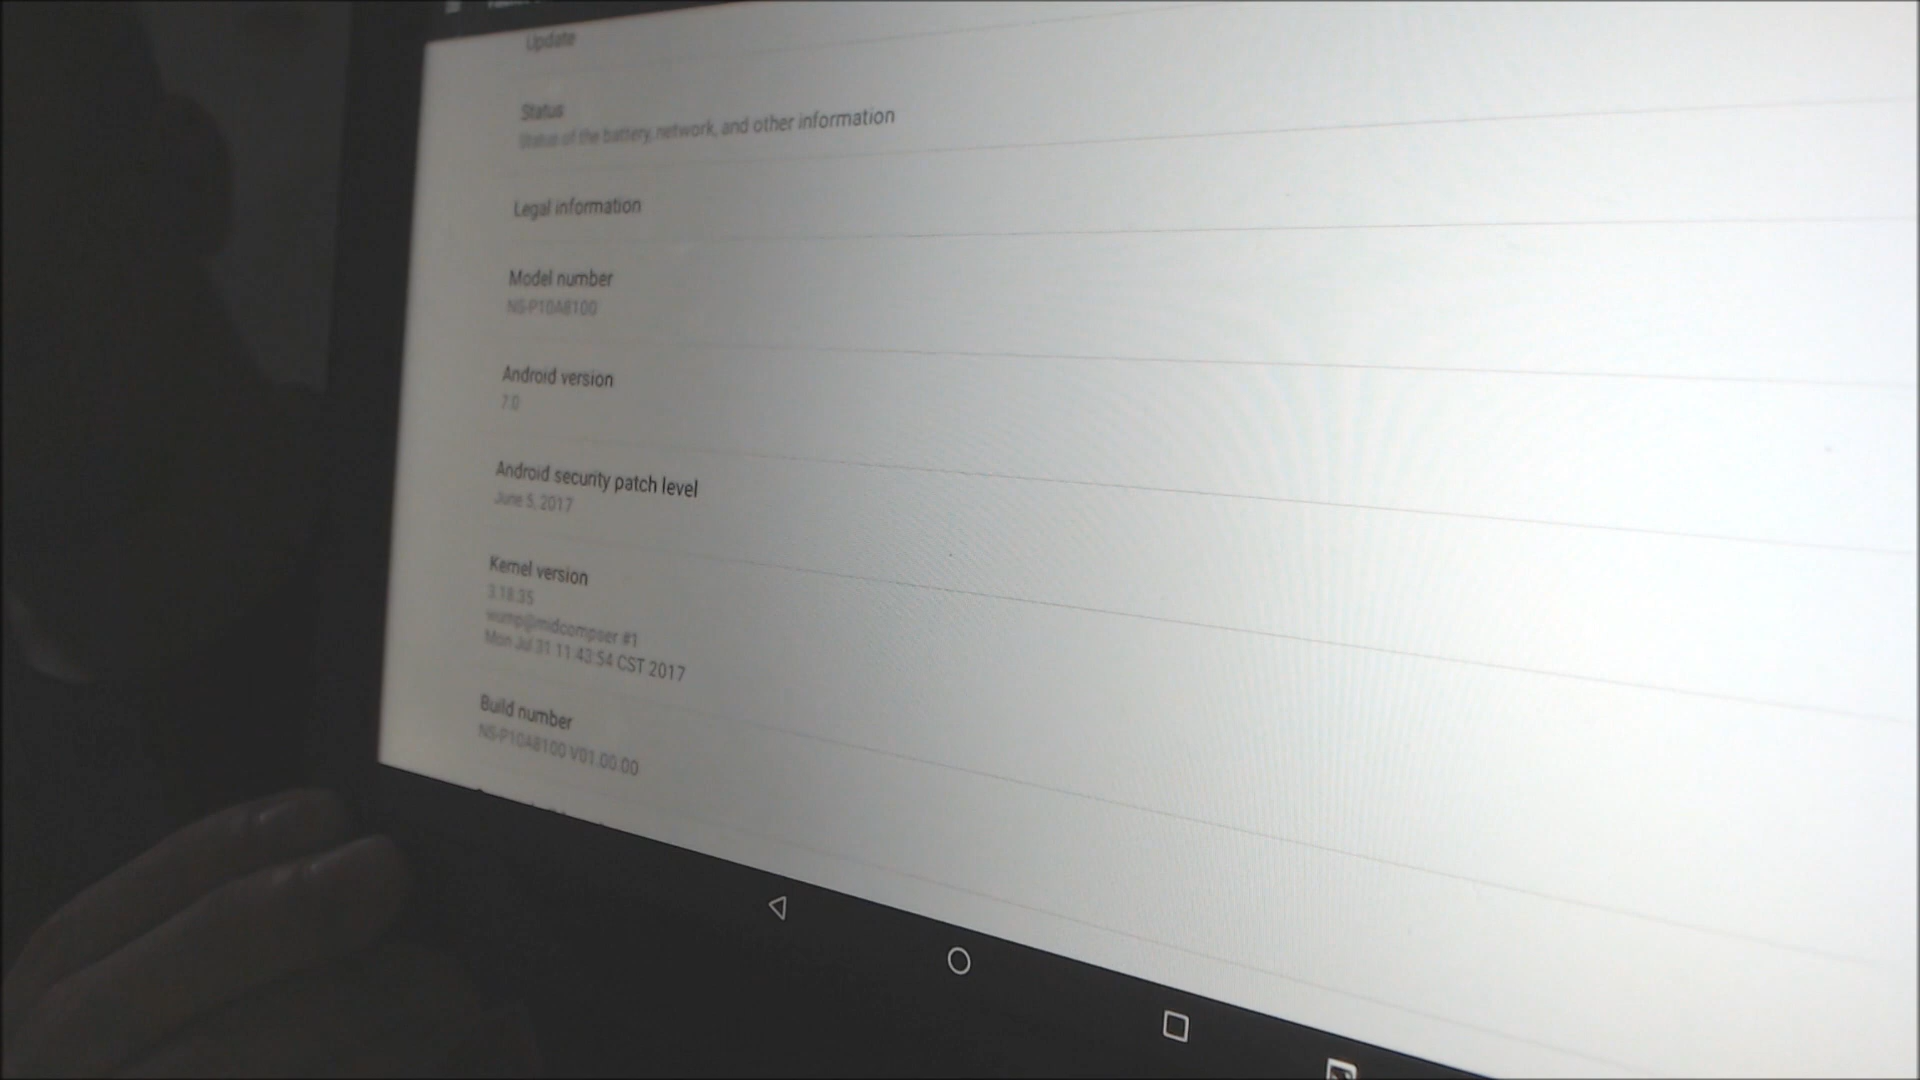 Update
Status
Status of the battery, network, and other information
Legal information
Model number
NS-P10A8100
Android version
7.0
Android security patch level
June 5, 2017
Kernel version
3.18.35
#1
Mon Jul 31 11:43:54 CST 2017
Build number
NS-P10A8100 V01.00.00